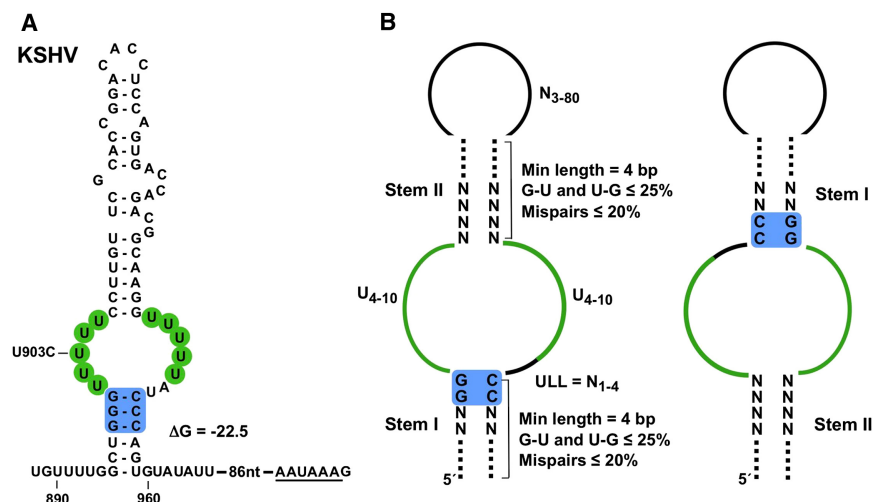 A
KSHV
A C
C C
A U
G - C
G - C
C A
C G
A - U
C - G A C
G C
C - G A
U - A C
G
U - G
G - C
U - A
U - A
U - G
C - G
U U
U U
U903C
U U
U U
U A U
G - C
G - C
G - C
U - A
C - G
ΔG = -22.5
UGUUUUGG - UGUAUAUU – 86nt – AAUAAAG
890 960
B
N3-80
Stem II
N N
N N
N N
N N
Min length = 4 bp
G-U and U-G ≤ 25%
Mispairs ≤ 20%
U4-10
U4-10
G C
G C
ULL = N1-4
Stem I
N N
N N
Min length = 4 bp
G-U and U-G ≤ 25%
Mispairs ≤ 20%
5´
N N
N N
Stem I
C G
C G
N N
N N
N N
N N
Stem II
5´